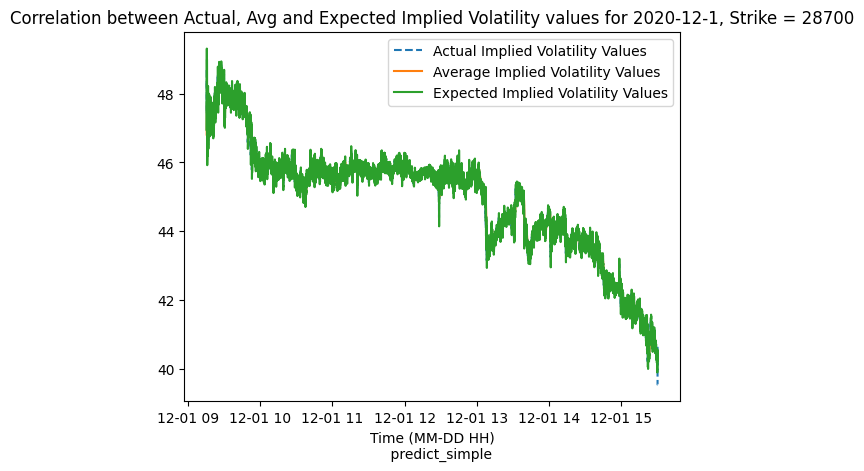 Correlation between Actual, Avg and Expected Implied Volatility values for 2020-12-1, Strike = 28700
Actual Implied Volatility Values
Average Implied Volatility Values
Expected Implied Volatility Values
48
46
44
42
40
12-01 09 12-01 10 12-01 11 12-01 12 12-01 13 12-01 14 12-01 15
Time (MM-DD HH)
predict_simple